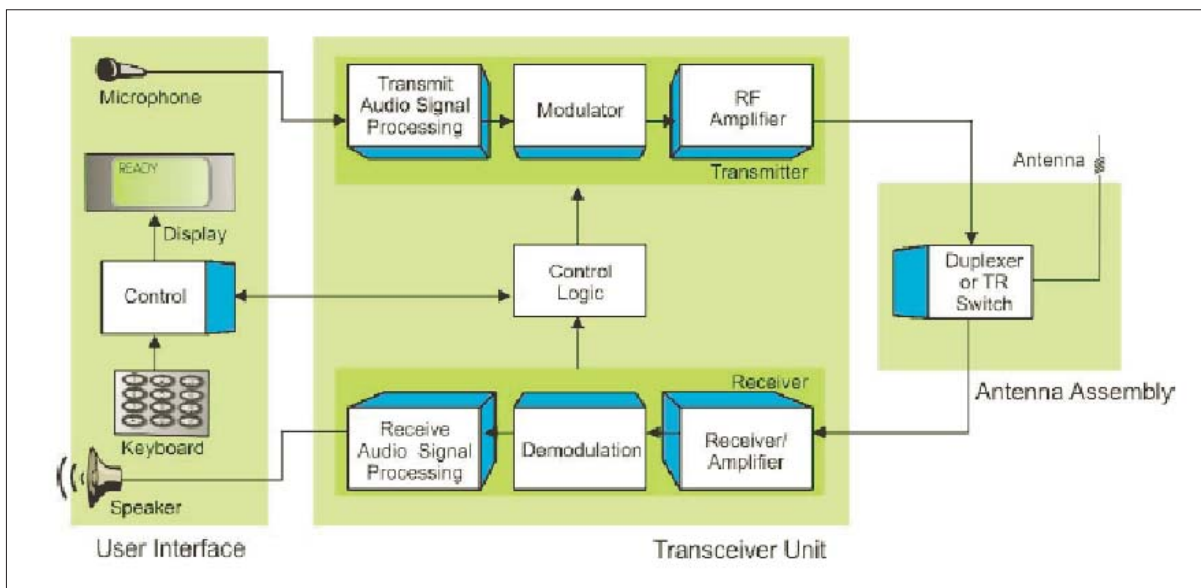 Microphone
READY
Display
Control
Keyboard
Speaker
User Interface
Transmit
Audio Signal
Processing
Modulator
RF
Amplifier
Transmitter
Control
Logic
Receiver
Receive
Audio Signal
Processing
Demodulation
Receiver/
Amplifier
Transceiver Unit
Antenna
Duplexer
or TR
Switch
Antenna Assembly